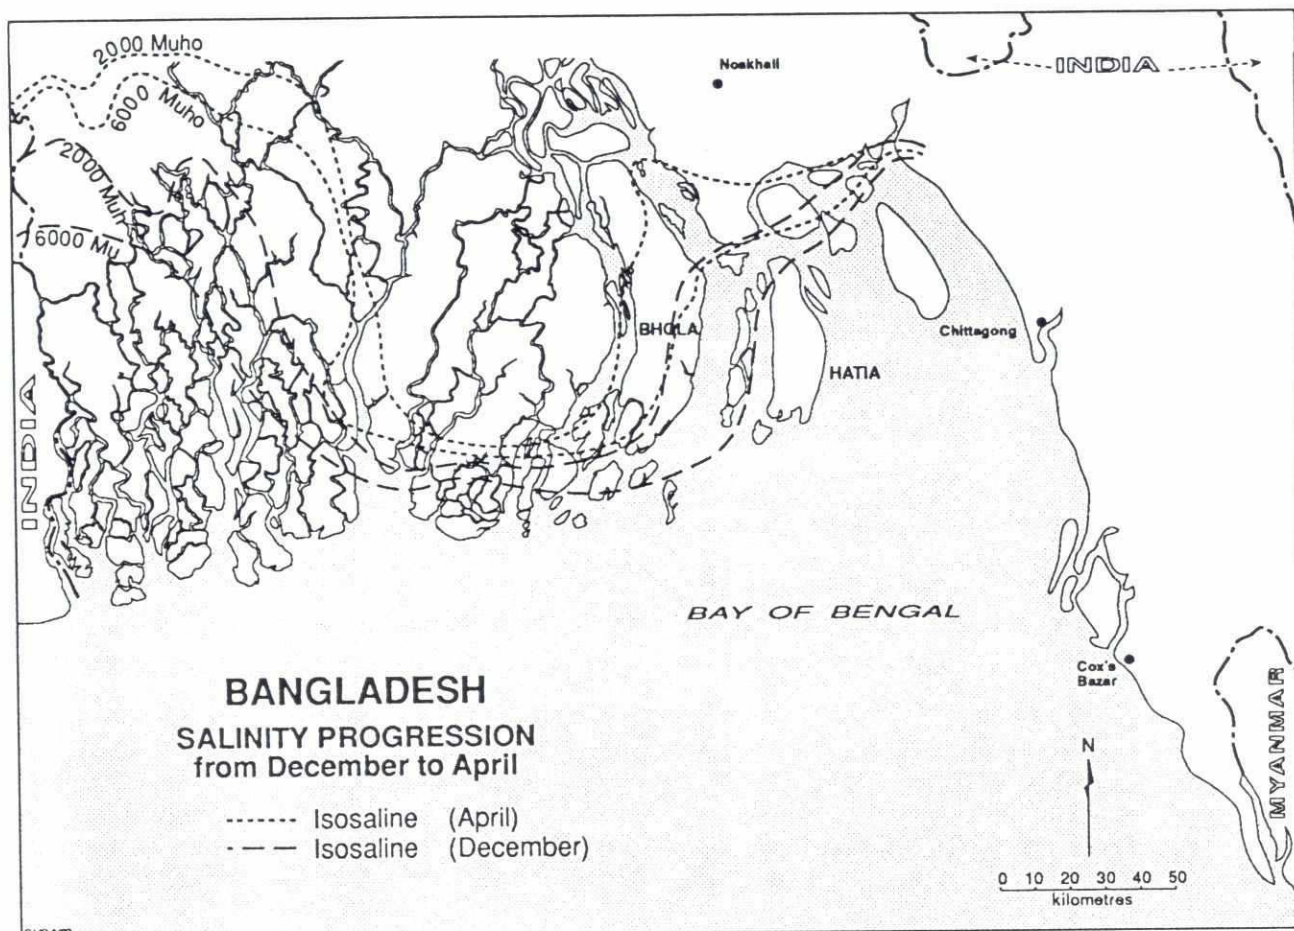 2000 Muho
6000 Muho
2000 Muh
6000 Mu
Noakhali
INDIA
BHOLA
HATIA
Chittagong
INDIA
BAY OF BENGAL
Cox's
Bazar
MYANMAR
BANGLADESH
SALINITY PROGRESSION
from December to April
Isosaline (April)
Isosaline (December)
N
0 10 20 30 40 50
kilometres